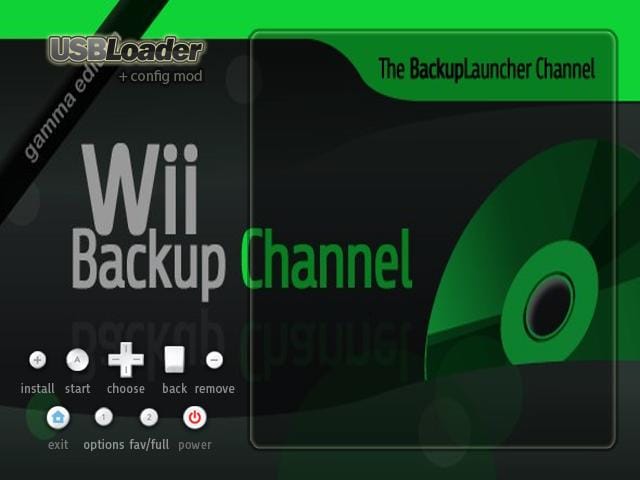 USBLoader
+ config mod
gamma edi
The BackupLauncher Channel
Wii
Backup Channel
A
install start choose back remove
1 2
exit options fav/full power